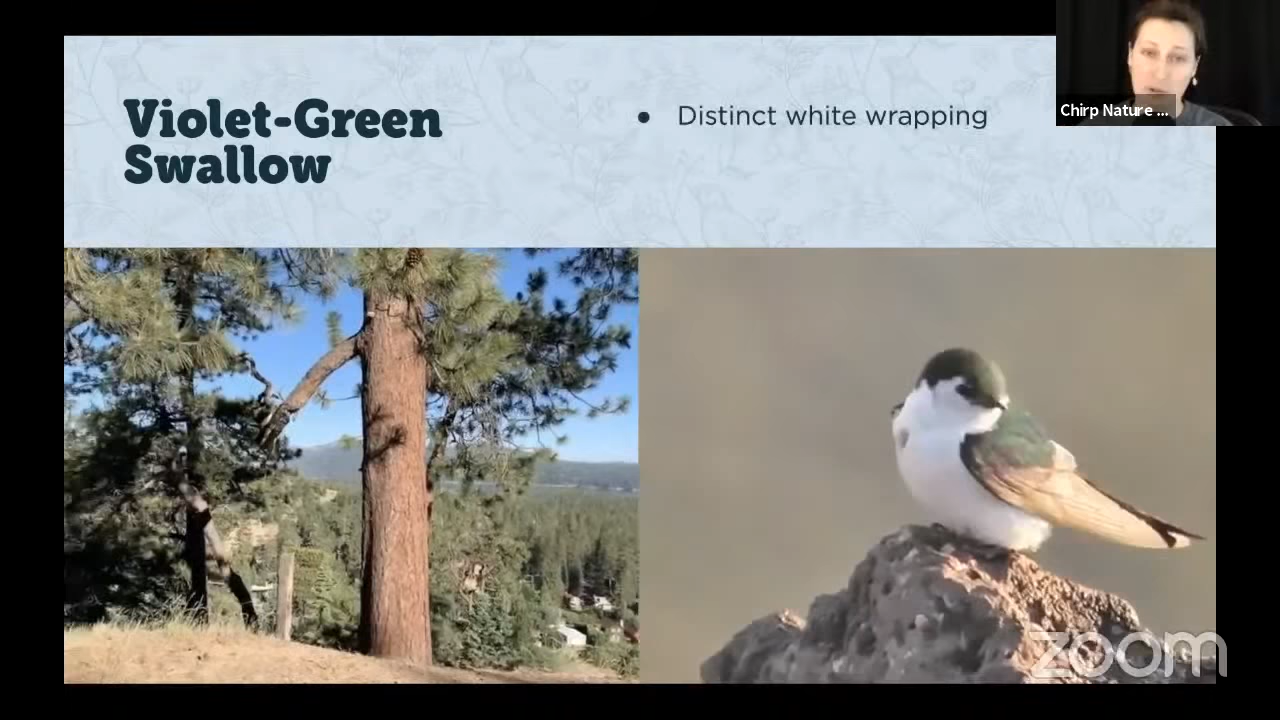 Violet-Green
Swallow
● Distinct white wrapping
Chirp Nature ...
zoom